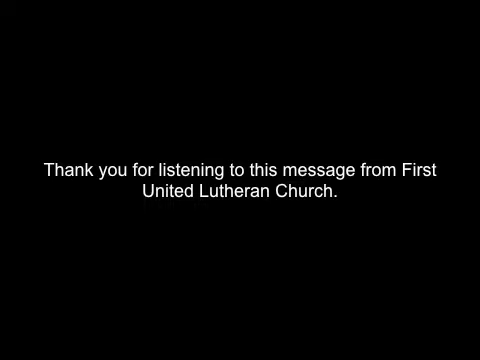 Thank you for listening to this message from First
United Lutheran Church.